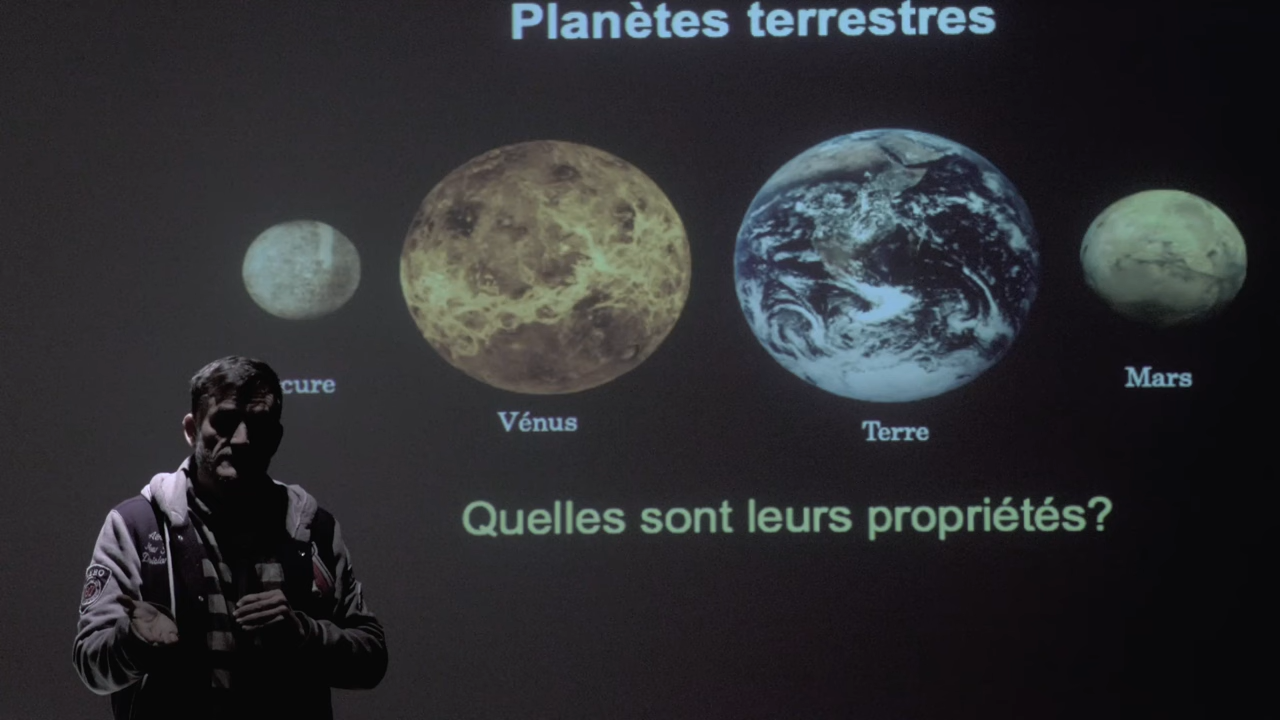 Planètes terrestres
cure
Vénus
Terre
Mars
Quelles sont leurs propriétés?